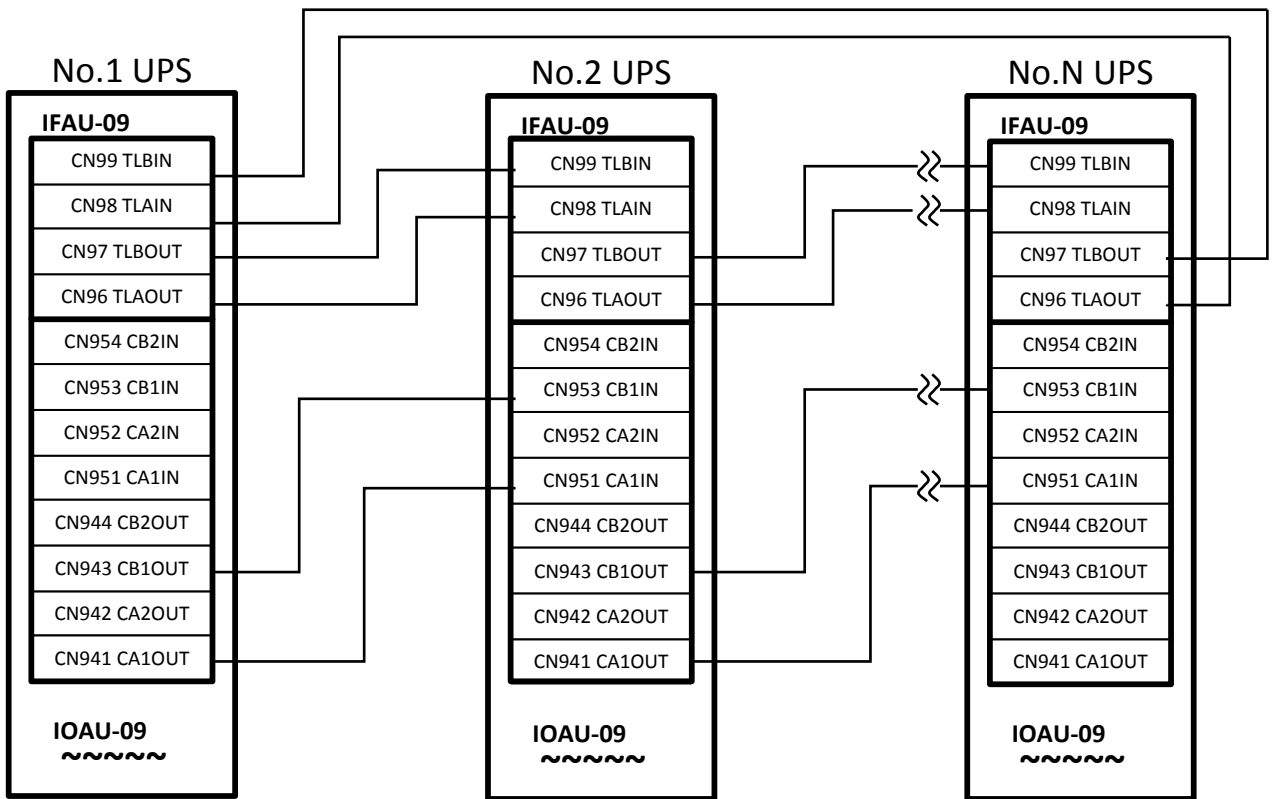 No.1 UPS
IFAU-09
CN99 TLBIN
CN98 TLAIN
CN97 TLBOUT
CN96 TLAOUT
CN954 CB2IN
CN953 CB1IN
CN952 CA2IN
CN951 CA1IN
CN944 CB2OUT
CN943 CB1OUT
CN942 CA2OUT
CN941 CA1OUT
IOAU-09
~~~~~
No.2 UPS
IFAU-09
CN99 TLBIN
CN98 TLAIN
CN97 TLBOUT
CN96 TLAOUT
CN954 CB2IN
CN953 CB1IN
CN952 CA2IN
CN951 CA1IN
CN944 CB2OUT
CN943 CB1OUT
CN942 CA2OUT
CN941 CA1OUT
IOAU-09
~~~~~
No.N UPS
IFAU-09
CN99 TLBIN
CN98 TLAIN
CN97 TLBOUT
CN96 TLAOUT
CN954 CB2IN
CN953 CB1IN
CN952 CA2IN
CN951 CA1IN
CN944 CB2OUT
CN943 CB1OUT
CN942 CA2OUT
CN941 CA1OUT
IOAU-09
~~~~~